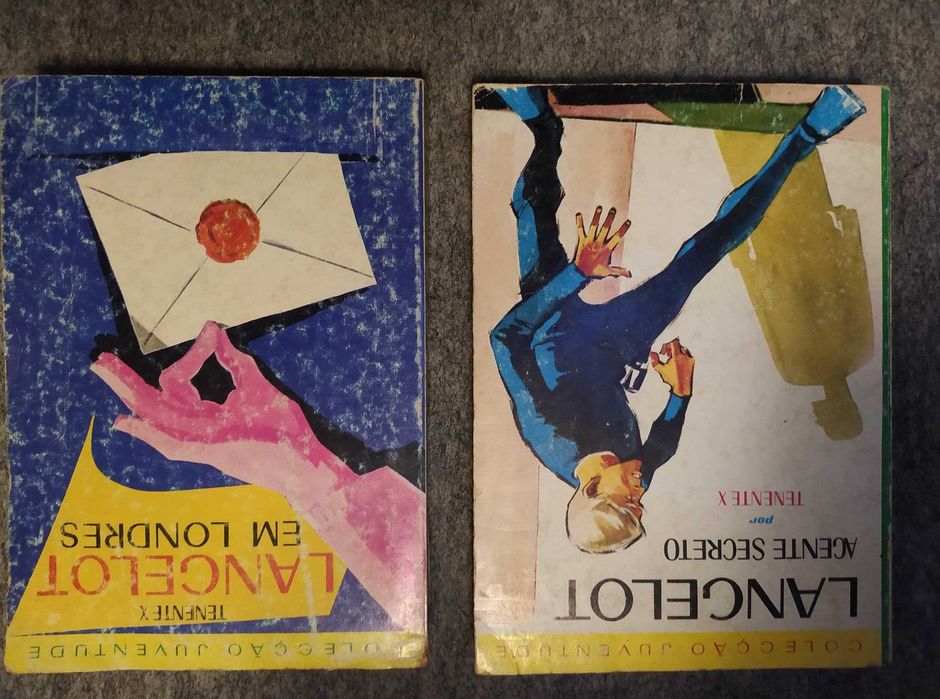 COLECÇÃO JUVENTUDE
TENENTE X
LANCELOT
EM LONDRES
COLECÇÃO JUVENTUDE
LANCELOT
AGENTE SECRETO
por
TENENTE X